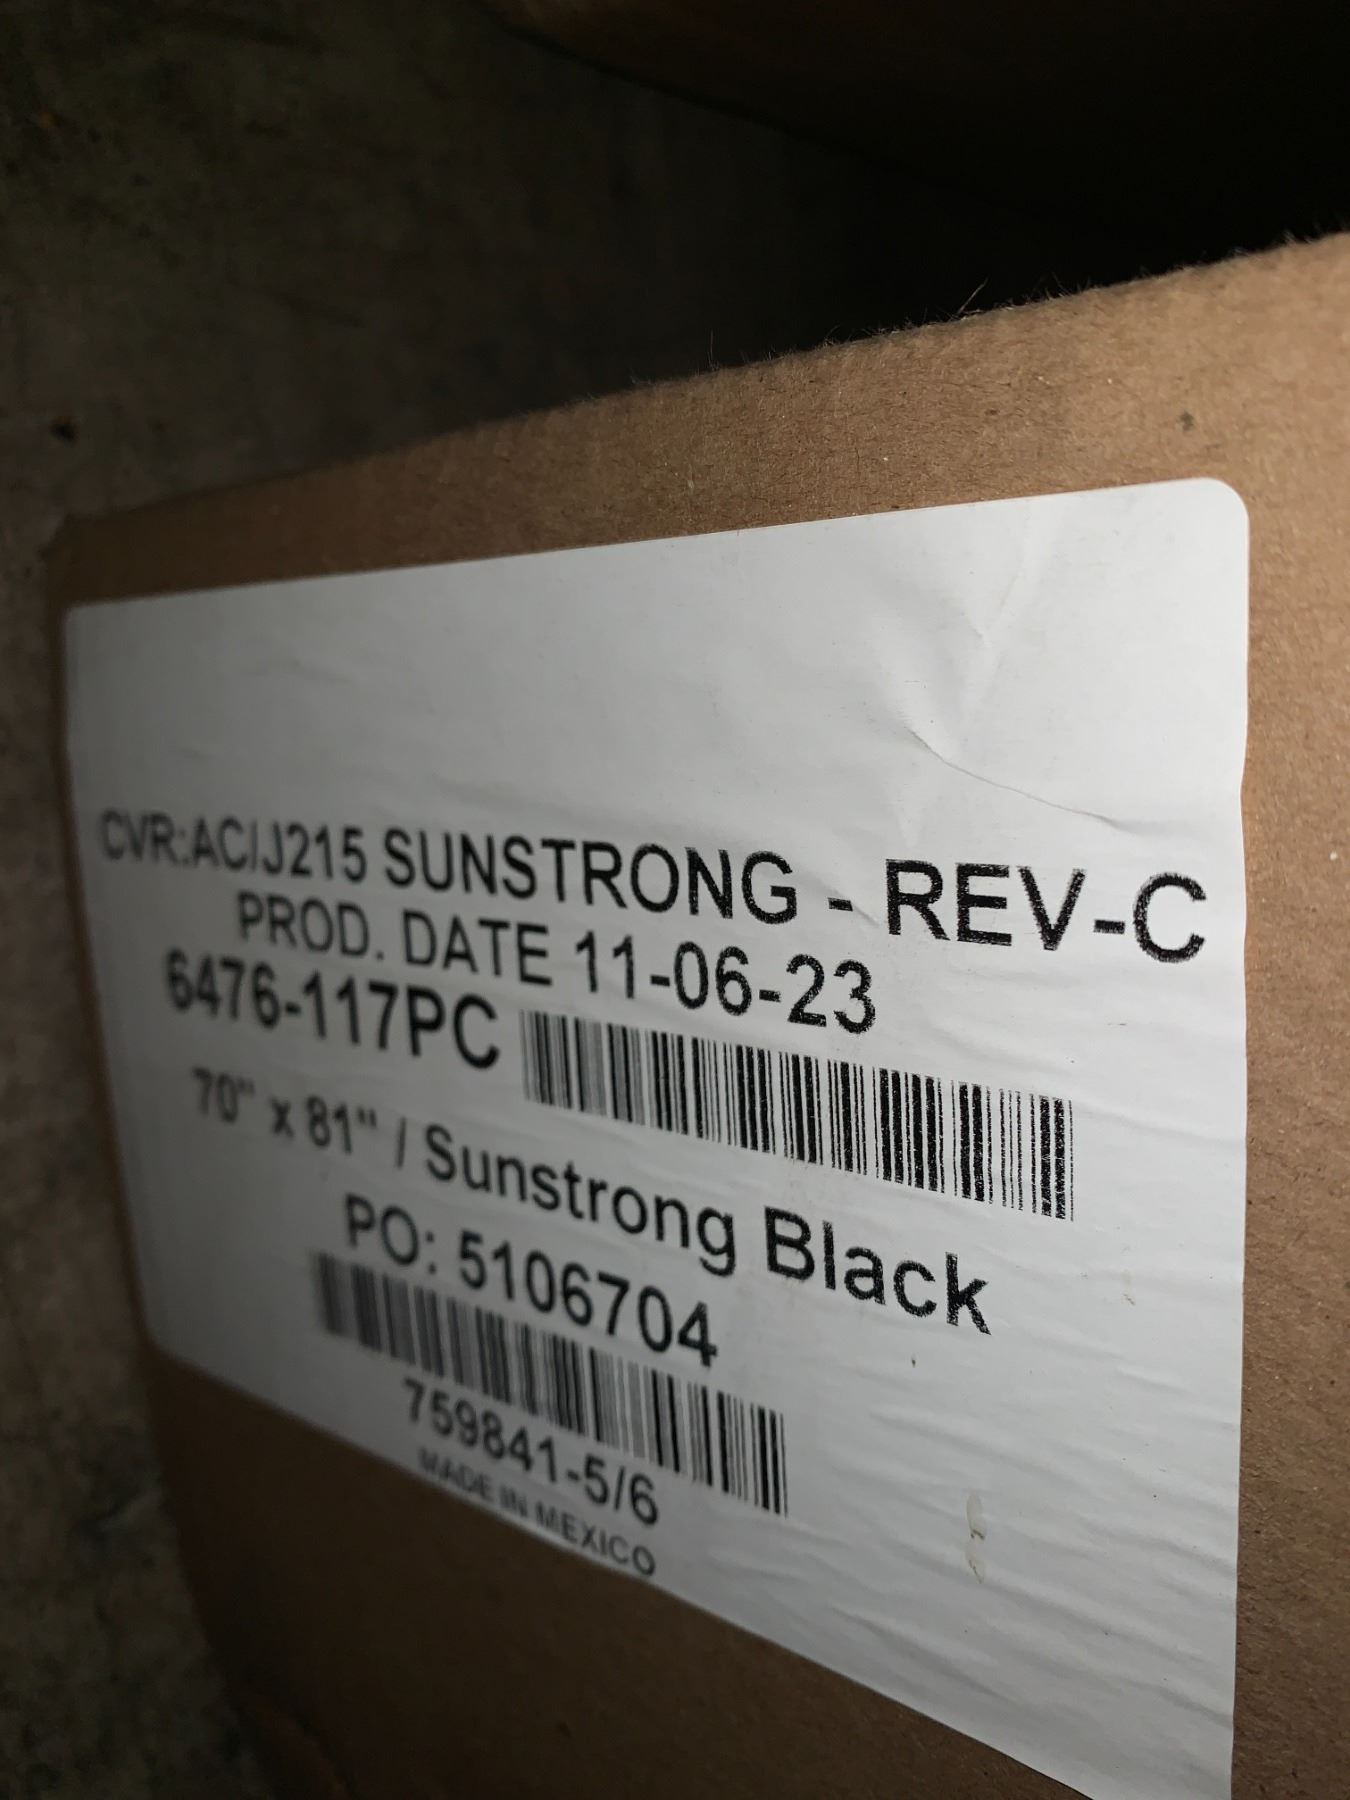 CVR:AC/J215 SUNSTRONG - REV-C
PROD. DATE 11-06-23
6476-117PC
70" x 81" / Sunstrong Black
PO: 5106704
759841-5/6
MADE IN MEXICO